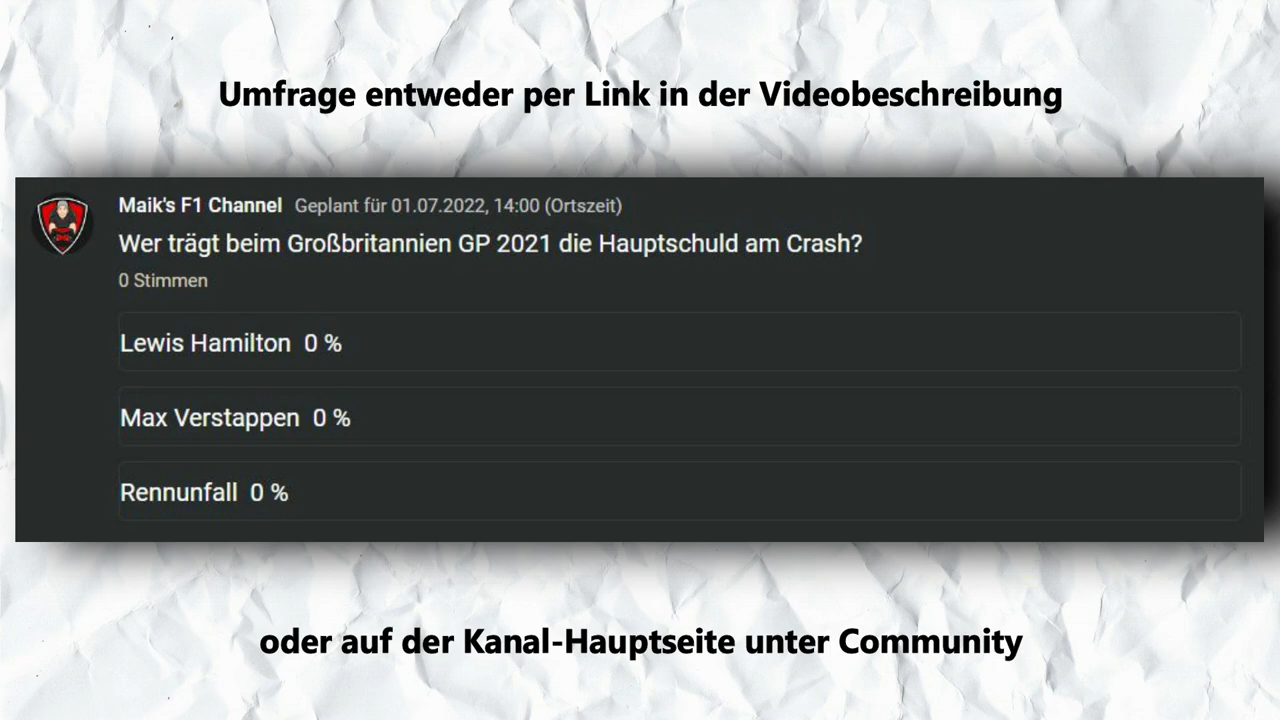 Umfrage entweder per Link in der Videobeschreibung
Maik's F1 Channel Geplant für 01.07.2022, 14:00 (Ortszeit)
Wer trägt beim Großbritannien GP 2021 die Hauptschuld am Crash?
0 Stimmen
Lewis Hamilton 0 %
Max Verstappen 0 %
Rennunfall 0 %
oder auf der Kanal-Hauptseite unter Community